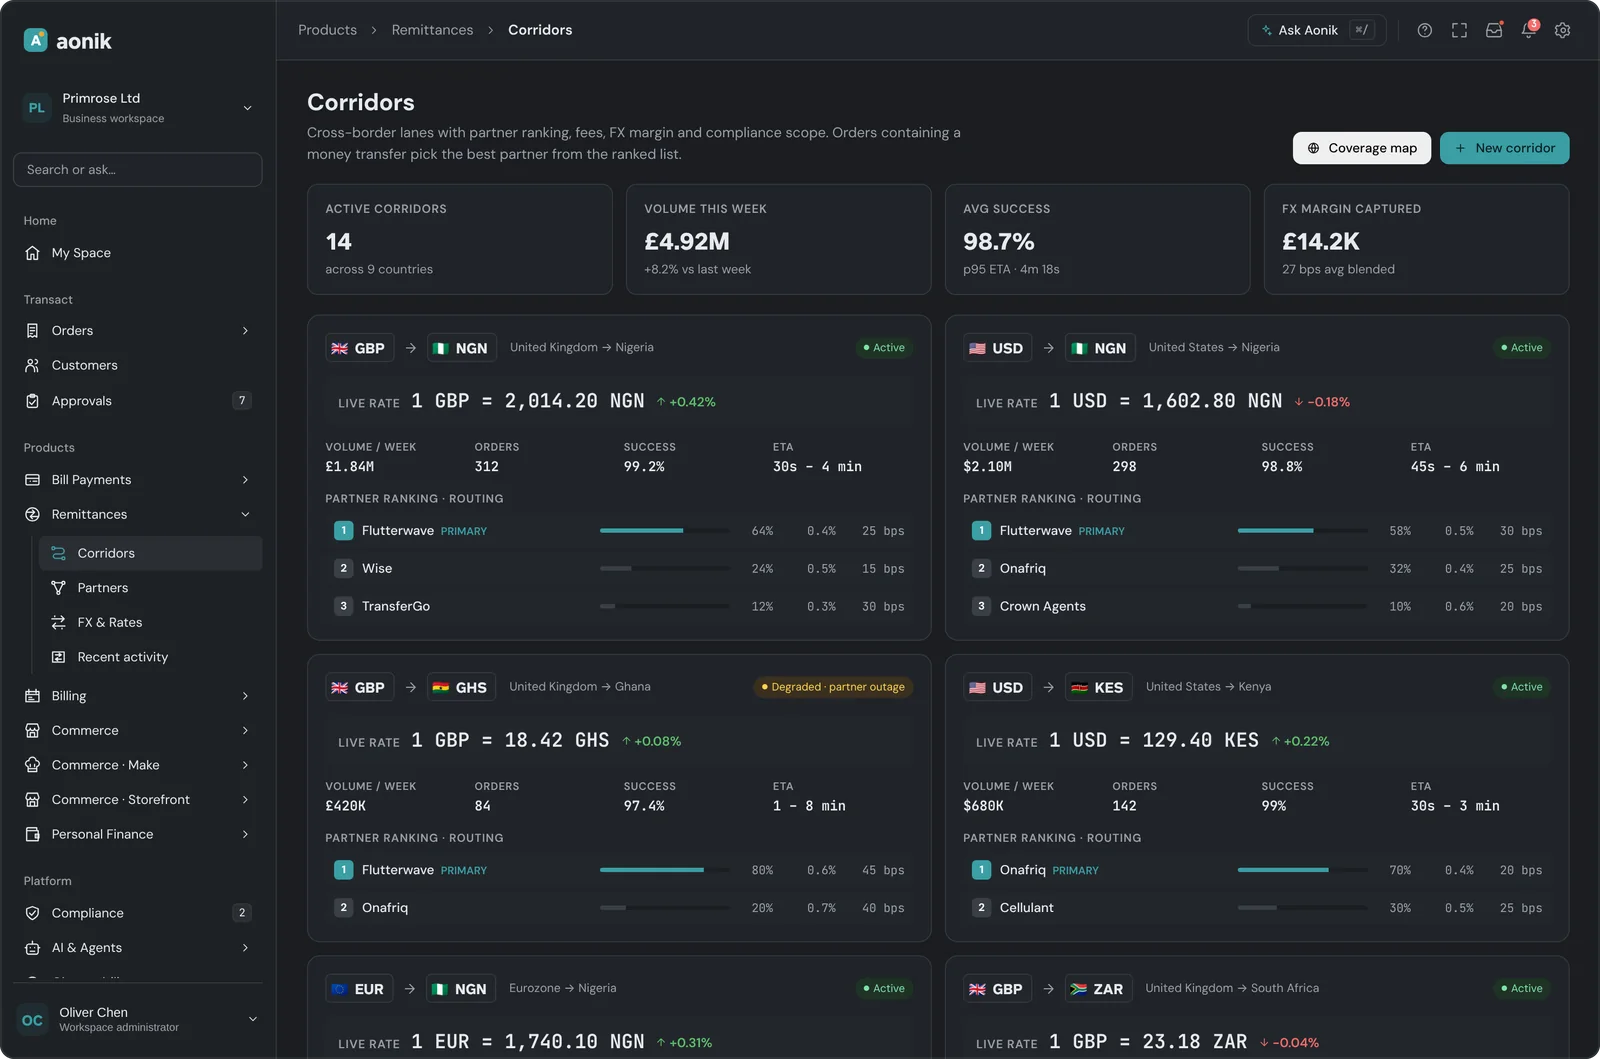 A aonik
PL Primrose Ltd
Business workspace
Search or ask...
Home
My Space
Transact
Orders
Customers
Approvals 7
Products
Bill Payments
Remittances
Corridors
Partners
FX & Rates
Recent activity
Billing
Commerce
Commerce · Make
Commerce · Storefront
Personal Finance
Platform
Compliance 2
AI & Agents
OC Oliver Chen
Workspace administrator
Products > Remittances > Corridors
Ask Aonik ⌘/
3
Corridors
Cross-border lanes with partner ranking, fees, FX margin and compliance scope. Orders containing a
money transfer pick the best partner from the ranked list.
Coverage map
+ New corridor
ACTIVE CORRIDORS
14
across 9 countries
VOLUME THIS WEEK
£4.92M
+8.2% vs last week
AVG SUCCESS
98.7%
p95 ETA · 4m 18s
FX MARGIN CAPTURED
£14.2K
27 bps avg blended
GBP → NGN United Kingdom → Nigeria Active
LIVE RATE 1 GBP = 2,014.20 NGN ↑ +0.42%
VOLUME / WEEK ORDERS SUCCESS ETA
£1.84M 312 99.2% 30s – 4 min
PARTNER RANKING · ROUTING
1 Flutterwave PRIMARY 64% 0.4% 25 bps
2 Wise 24% 0.5% 15 bps
3 TransferGo 12% 0.3% 30 bps
USD → NGN United States → Nigeria Active
LIVE RATE 1 USD = 1,602.80 NGN ↓ -0.18%
VOLUME / WEEK ORDERS SUCCESS ETA
$2.10M 298 98.8% 45s – 6 min
PARTNER RANKING · ROUTING
1 Flutterwave PRIMARY 58% 0.5% 30 bps
2 Onafriq 32% 0.4% 25 bps
3 Crown Agents 10% 0.6% 20 bps
GBP → GHS United Kingdom → Ghana Degraded · partner outage
LIVE RATE 1 GBP = 18.42 GHS ↑ +0.08%
VOLUME / WEEK ORDERS SUCCESS ETA
£420K 84 97.4% 1 – 8 min
PARTNER RANKING · ROUTING
1 Flutterwave PRIMARY 80% 0.6% 45 bps
2 Onafriq 20% 0.7% 40 bps
USD → KES United States → Kenya Active
LIVE RATE 1 USD = 129.40 KES ↑ +0.22%
VOLUME / WEEK ORDERS SUCCESS ETA
$680K 142 99% 30s – 3 min
PARTNER RANKING · ROUTING
1 Onafriq PRIMARY 70% 0.4% 20 bps
2 Cellulant 30% 0.5% 25 bps
EUR → NGN Eurozone → Nigeria Active
LIVE RATE 1 EUR = 1,740.10 NGN ↑ +0.31%
GBP → ZAR United Kingdom → South Africa Active
LIVE RATE 1 GBP = 23.18 ZAR ↓ -0.04%